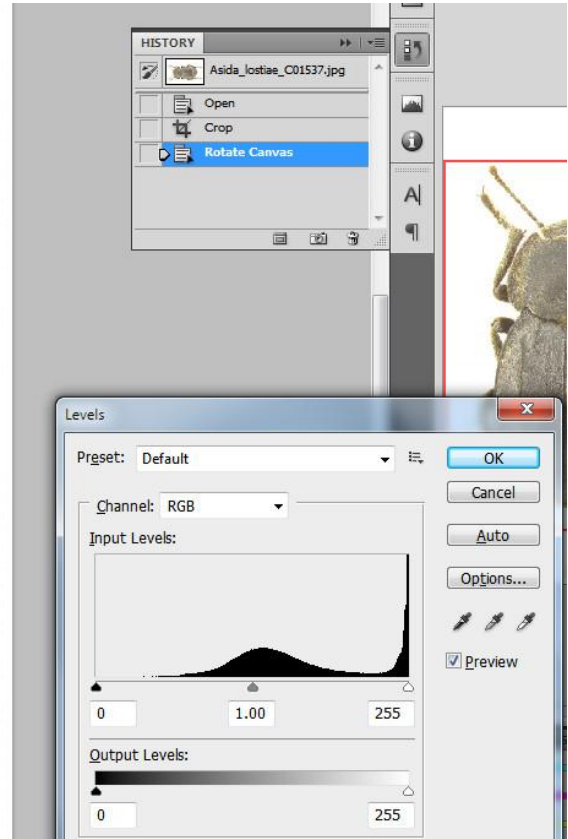 HISTORY
Asida_lostiae_C01537.jpg
Open
Crop
Rotate Canvas
A
Levels
Preset: Default
OK
Channel: RGB
Cancel
Input Levels:
Auto
Options...
Preview
0 1.00 255
Output Levels:
0 255